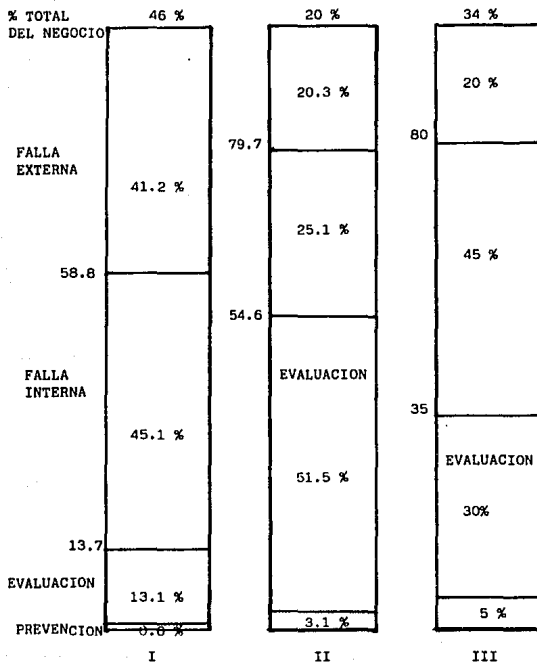 % TOTAL DEL NEGOCIO
46 %
20 %
34 %
FALLA EXTERNA
41.2 %
58.8
FALLA INTERNA
45.1 %
13.7
EVALUACION
13.1 %
PREVENCION
I
20.3 %
79.7
25.1 %
54.6
EVALUACION
51.5 %
3.1 %
II
20 %
80
45 %
35
EVALUACION
30%
5 %
III